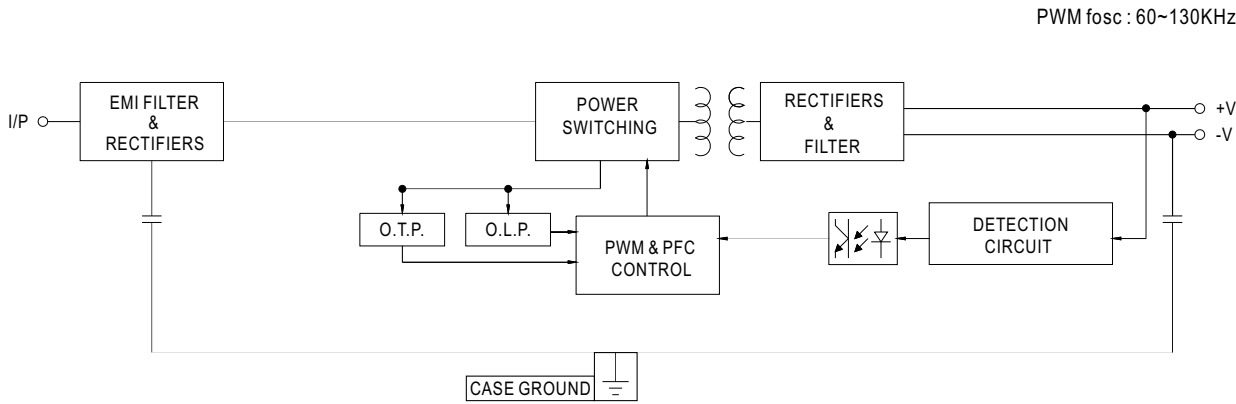 PWM fosc : 60~130KHz
I/P
EMI FILTER
&
RECTIFIERS
POWER
SWITCHING
RECTIFIERS
&
FILTER
+V
-V
O.T.P.
O.L.P.
PWM & PFC
CONTROL
DETECTION
CIRCUIT
CASE GROUND